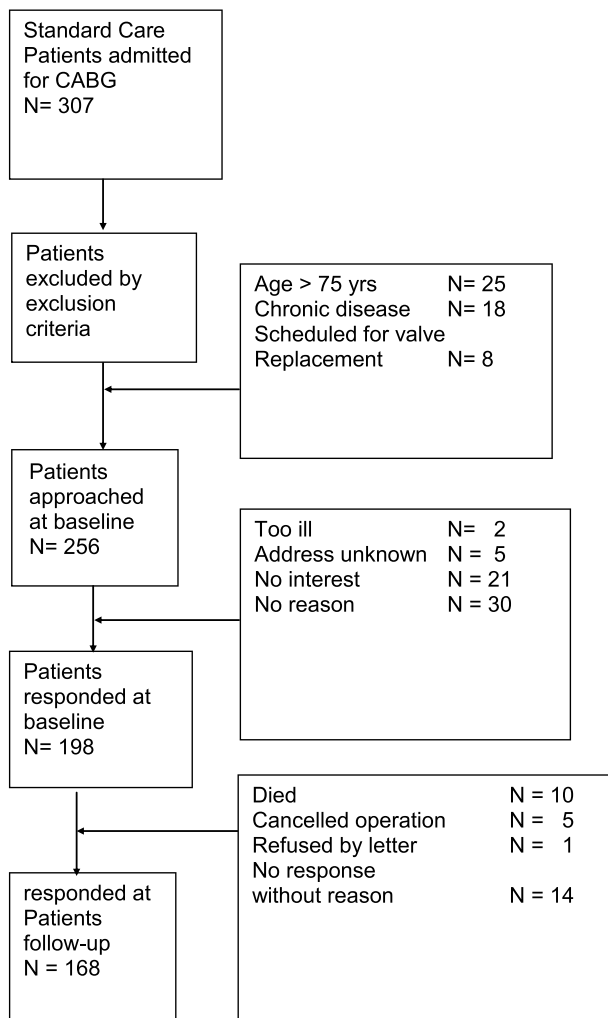 Standard Care
Patients admitted
for CABG
N= 307
Patients
excluded by
exclusion
criteria
Age > 75 yrs N= 25
Chronic disease N= 18
Scheduled for valve
Replacement N= 8
Patients
approached
at baseline
N= 256
Too ill N= 2
Address unknown N = 5
No interest N = 21
No reason N = 30
Patients
responded at
baseline
N= 198
Died N = 10
Cancelled operation N = 5
Refused by letter N = 1
No response
without reason N = 14
responded at
Patients
follow-up
N = 168